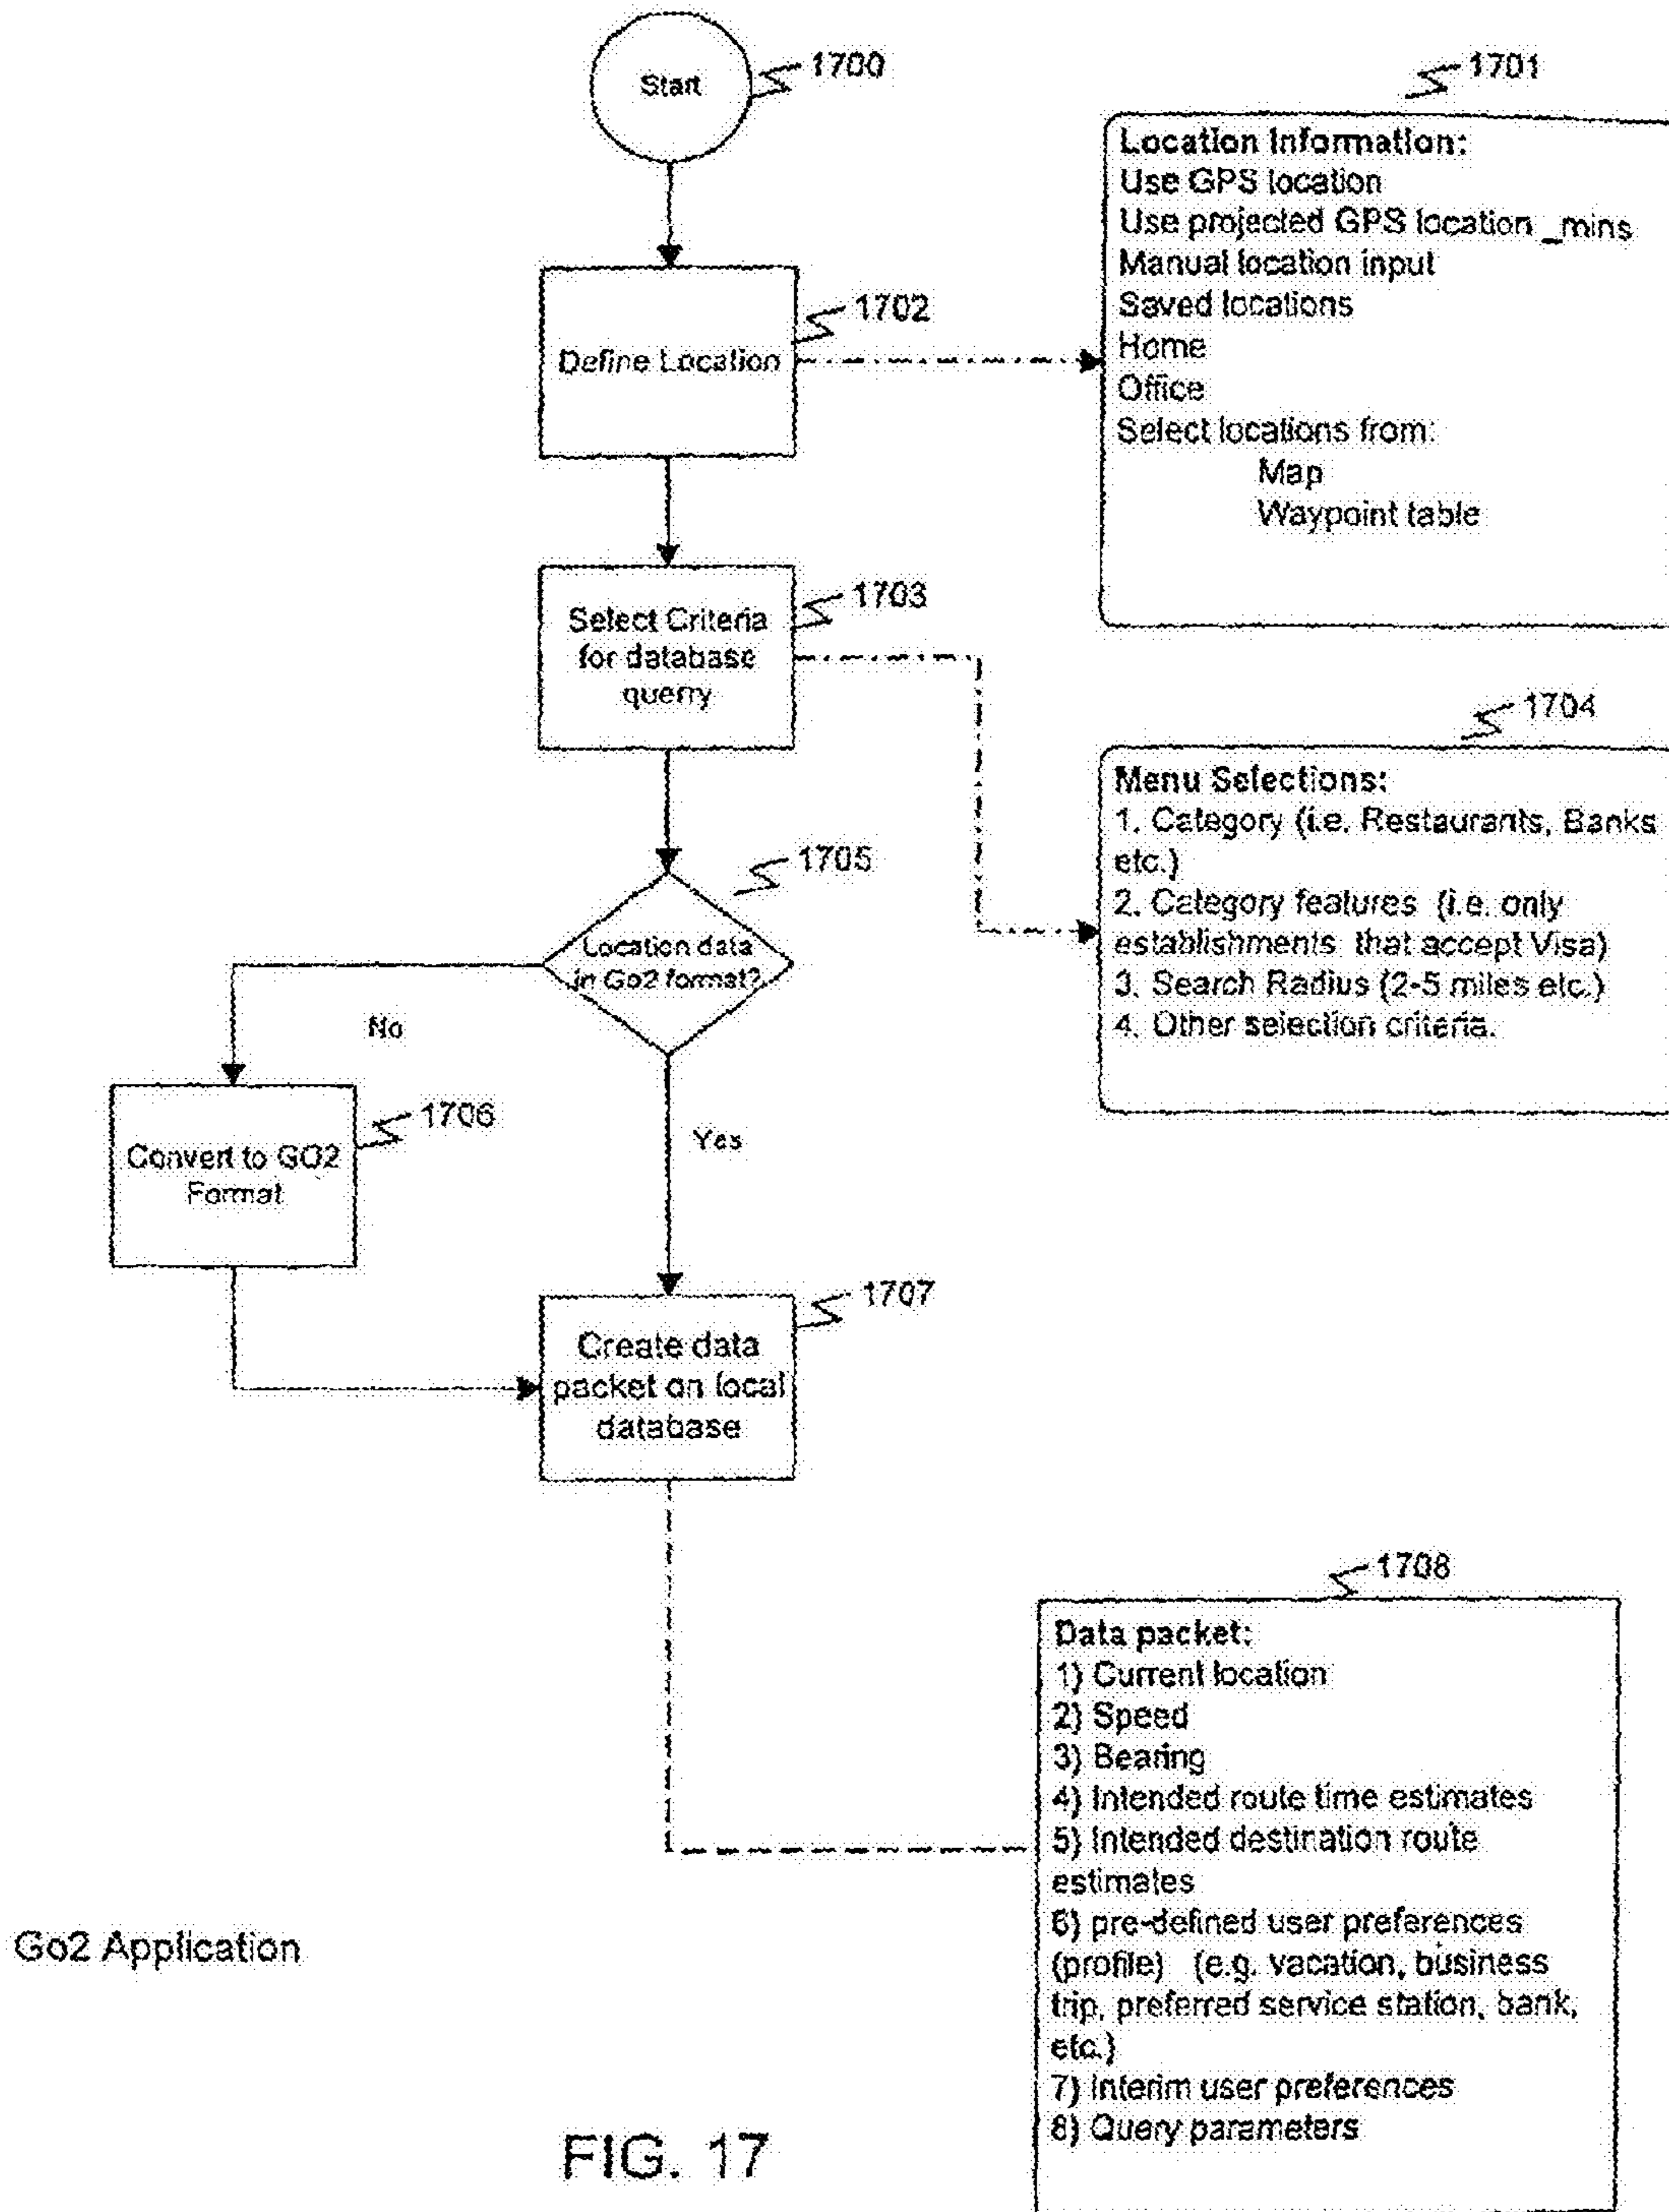 Start
1700
1701
Location Information:
Use GPS location
Use projected GPS location _mins
Manual location input
Saved locations
Home
Office
Select locations from:
Map
Waypoint table
1702
Define Location
1703
Select Criteria
for database
querry
1704
Menu Selections:
1. Category (i.e. Restaurants, Banks
etc.)
2. Category features (i.e. only
establishments that accept Visa)
3. Search Radius (2-5 miles etc.)
4. Other selection criteria.
1705
Location data
in Go2 format?
No
Yes
1706
Convert to GO2
Format
1707
Create data
packet on local
database
1708
Data packet:
1) Current location
2) Speed
3) Bearing
4) Intended route time estimates
5) Intended destination route
estimates
6) pre-defined user preferences
(profile) (e.g. vacation, business
trip, preferred service station, bank,
etc.)
7) Interim user preferences
8) Query parameters
Go2 Application
FIG. 17